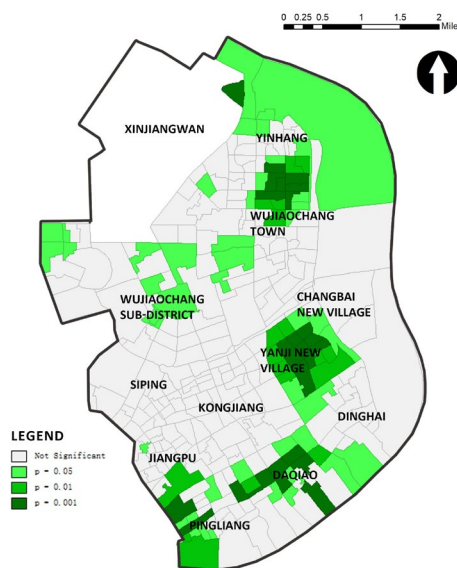 0 0.25 0.5 1 1.5 2
Mile
XINJIANGWAN
YINHANG
WUJIAOCHANG
TOWN
WUJIAOCHANG
SUB-DISTRICT
CHANGBAI
NEW VILLAGE
YANJI NEW
VILLAGE
SIPING
KONGJIANG
DINGHAI
LEGEND
Not Significant
p = 0.05
p = 0.01
p = 0.001
JIANGPU
DAQIAO
PINGLIANG